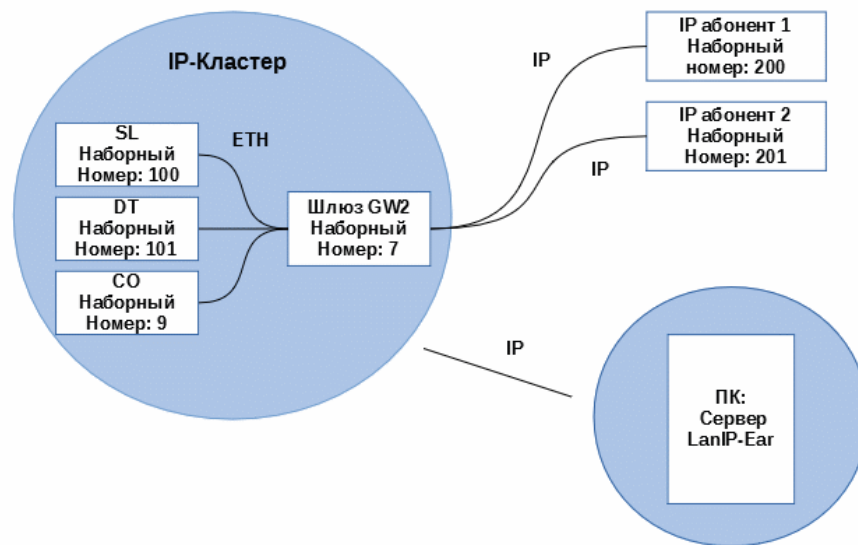 IP-Кластер
SL
Наборный
Номер: 100
ETH
DT
Наборный
Номер: 101
CO
Наборный
Номер: 9
Шлюз GW2
Наборный
Номер: 7
IP
IP абонент 1
Наборный
номер: 200
IP
IP абонент 2
Наборный
Номер: 201
IP
ПК:
Сервер
LanIP-Ear